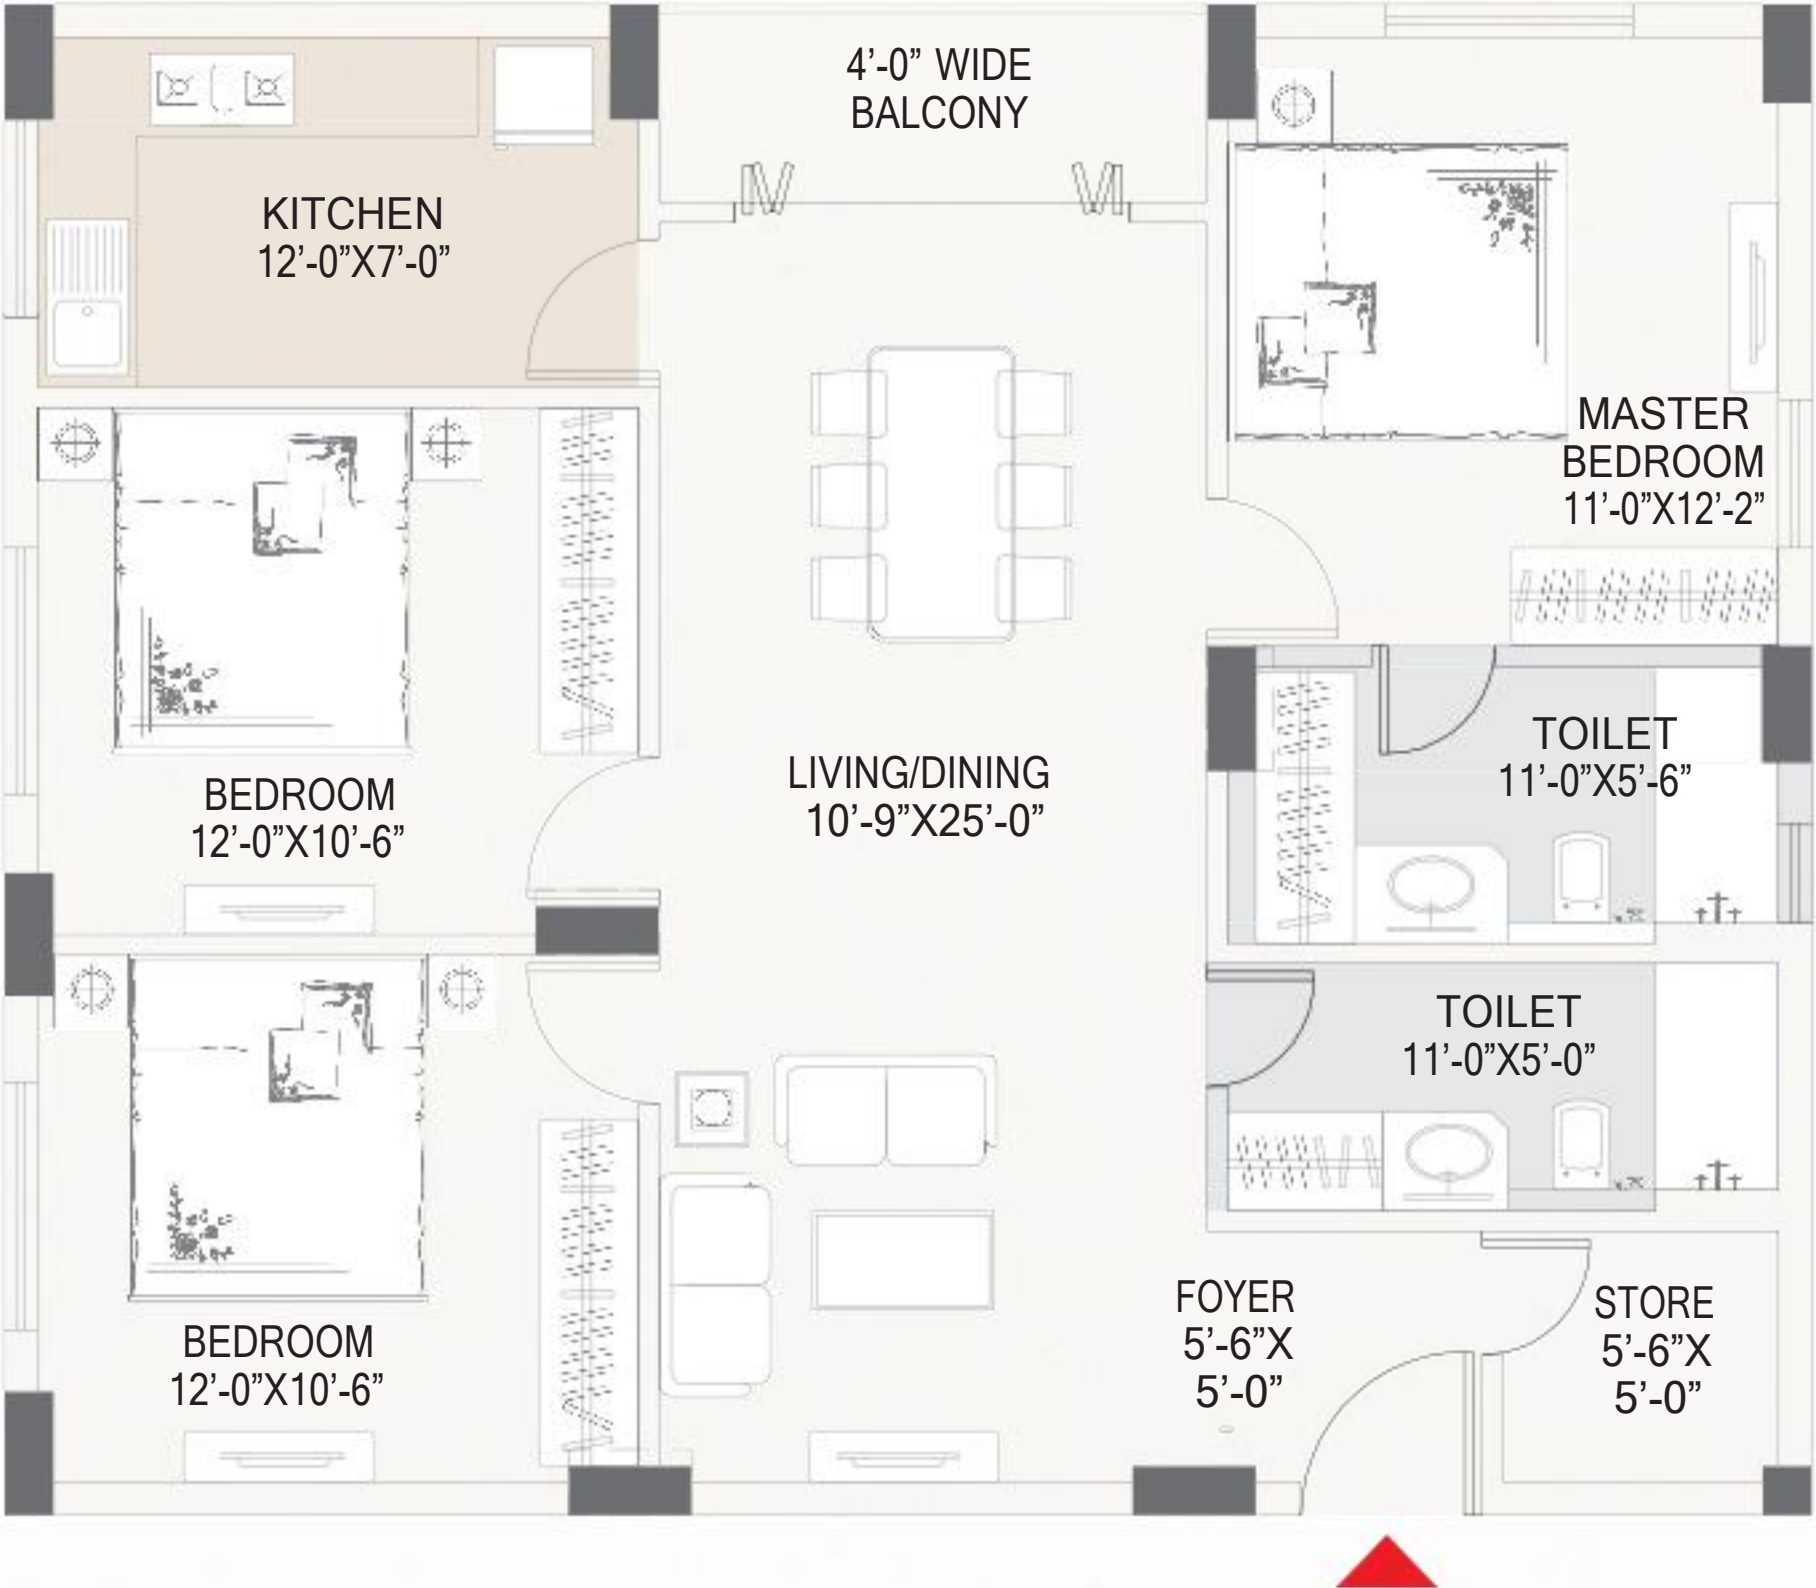 4’-0” WIDE
BALCONY
KITCHEN
12’-0”X7’-0”
MASTER
BEDROOM
11’-0”X12’-2”
BEDROOM
12’-0”X10’-6”
LIVING/DINING
10’-9”X25’-0”
TOILET
11’-0”X5’-6”
TOILET
11’-0”X5’-0”
BEDROOM
12’-0”X10’-6”
FOYER
5’-6”X
5’-0”
STORE
5’-6”X
5’-0”